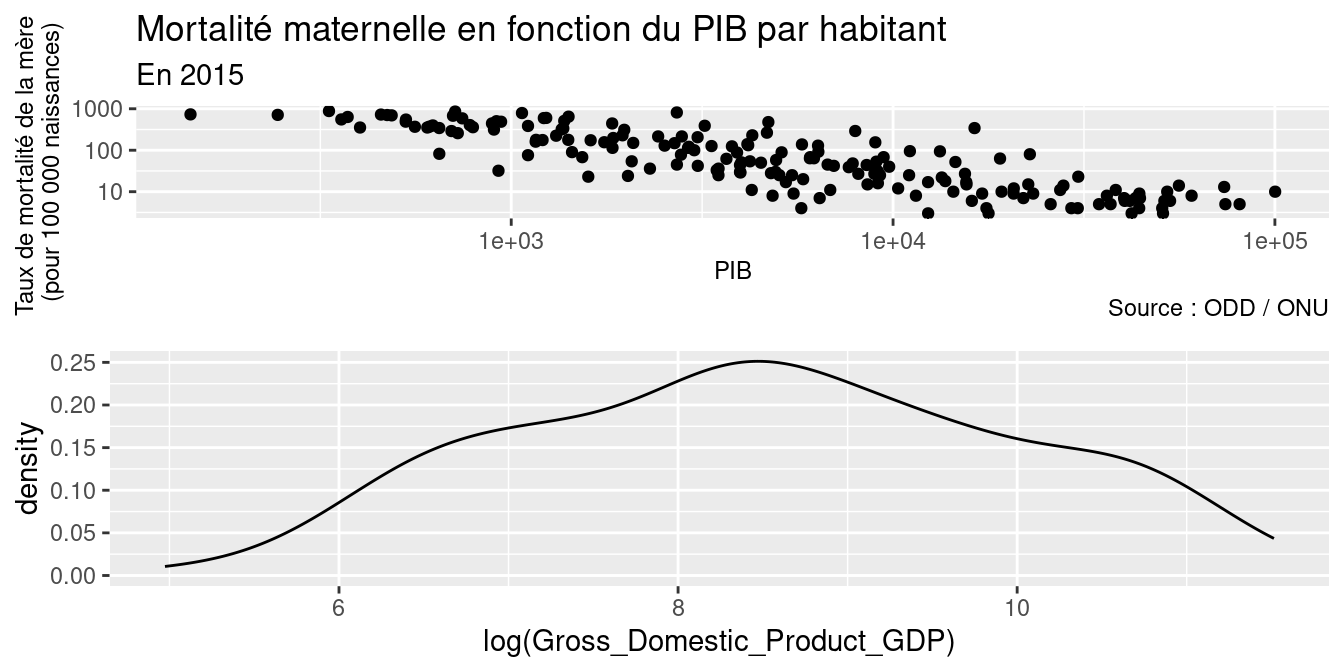 Mortalité maternelle en fonction du PIB par habitant
En 2015
Taux de mortalité de la mère
(pour 100 000 naissances)
1000
100
10
1e+03 1e+04 1e+05
PIB
Source : ODD / ONU
density
0.25
0.20
0.15
0.10
0.05
0.00
6 8 10
log(Gross_Domestic_Product_GDP)